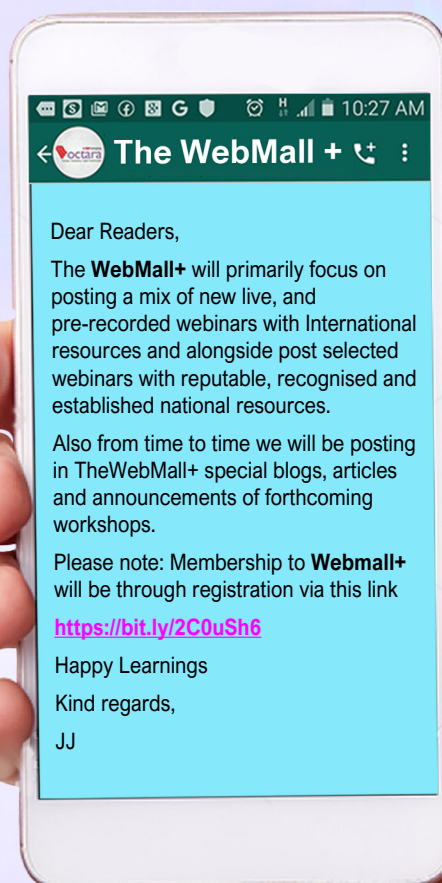 10:27 AM
octara
The WebMall +
Dear Readers,
The WebMall+ will primarily focus on
posting a mix of new live, and
pre-recorded webinars with International
resources and alongside post selected
webinars with reputable, recognised and
established national resources.
Also from time to time we will be posting
in TheWebMall+ special blogs, articles
and announcements of forthcoming
workshops.
Please note: Membership to Webmall+
will be through registration via this link
https://bit.ly/2C0uSh6
Happy Learnings
Kind regards,
JJ